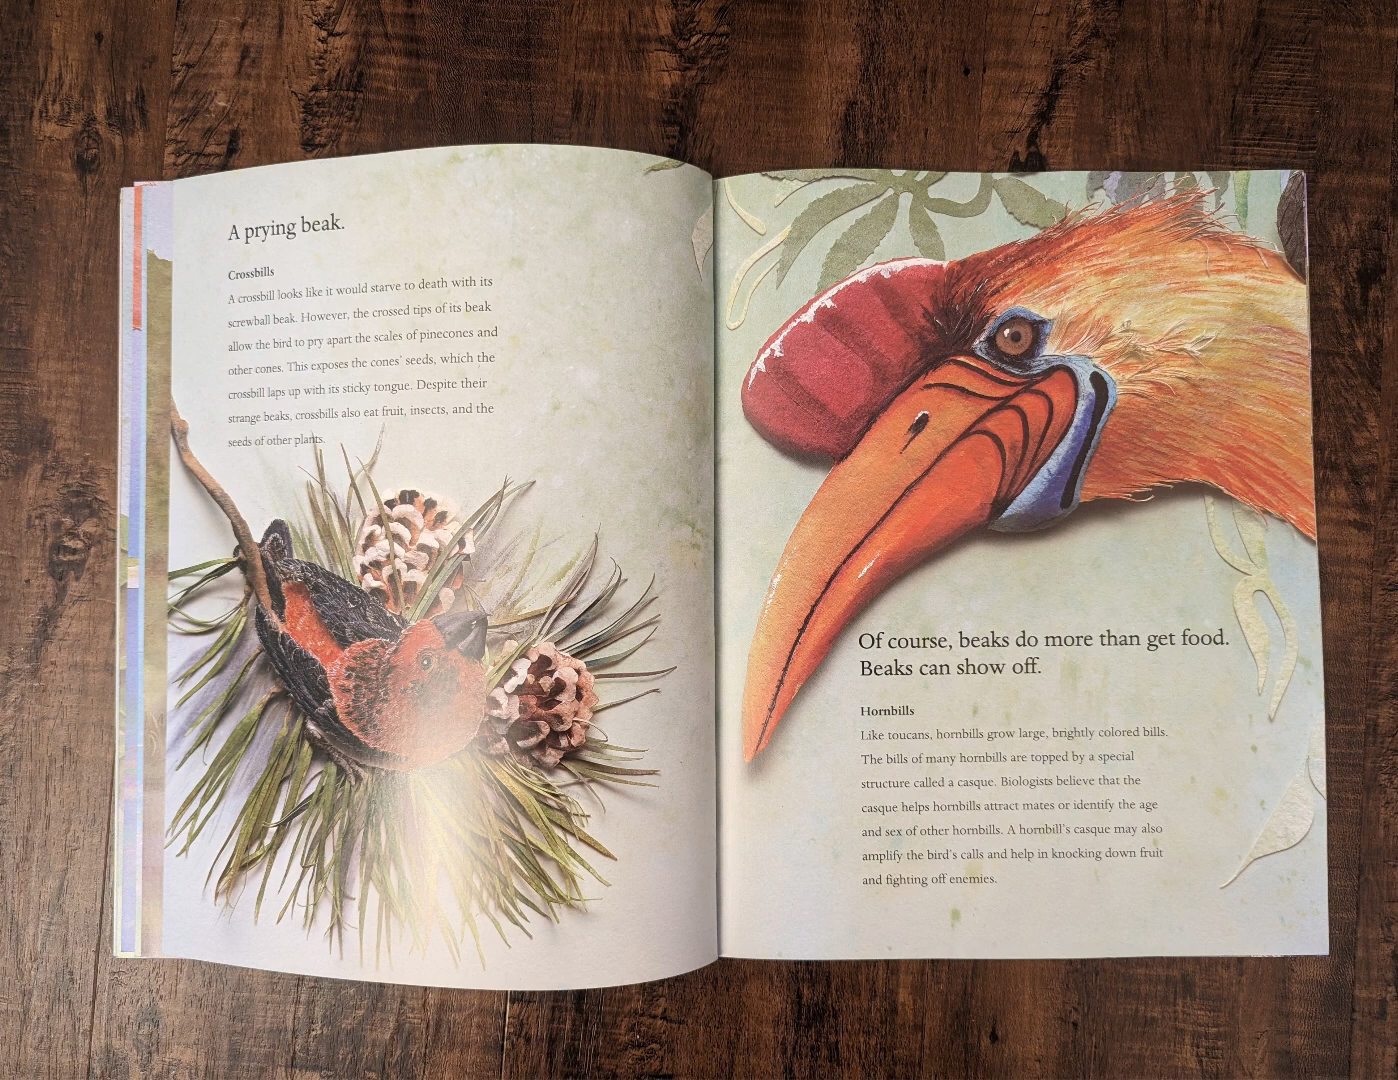 A prying beak.
Crossbills
A crossbill looks like it would starve to death with its
screwball beak. However, the crossed tips of its beak
allow the bird to pry apart the scales of pinecones and
other cones. This exposes the cones' seeds, which the
crossbill laps up with its sticky tongue. Despite their
strange beaks, crossbills also eat fruit, insects, and the
seeds of other plants.
Of course, beaks do more than get food.
Beaks can show off.
Hornbills
Like toucans, hornbills grow large, brightly colored bills.
The bills of many hornbills are topped by a special
structure called a casque. Biologists believe that the
casque helps hornbills attract mates or identify the age
and sex of other hornbills. A hornbill's casque may also
amplify the bird's calls and help in knocking down fruit
and fighting off enemies.